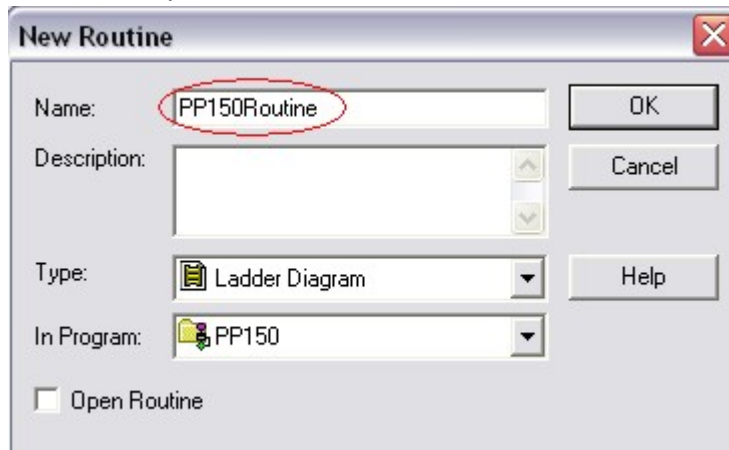 New Routine
Name: PP150Routine OK
Description: Cancel
Type: Ladder Diagram Help
In Program: PP150
Open Routine